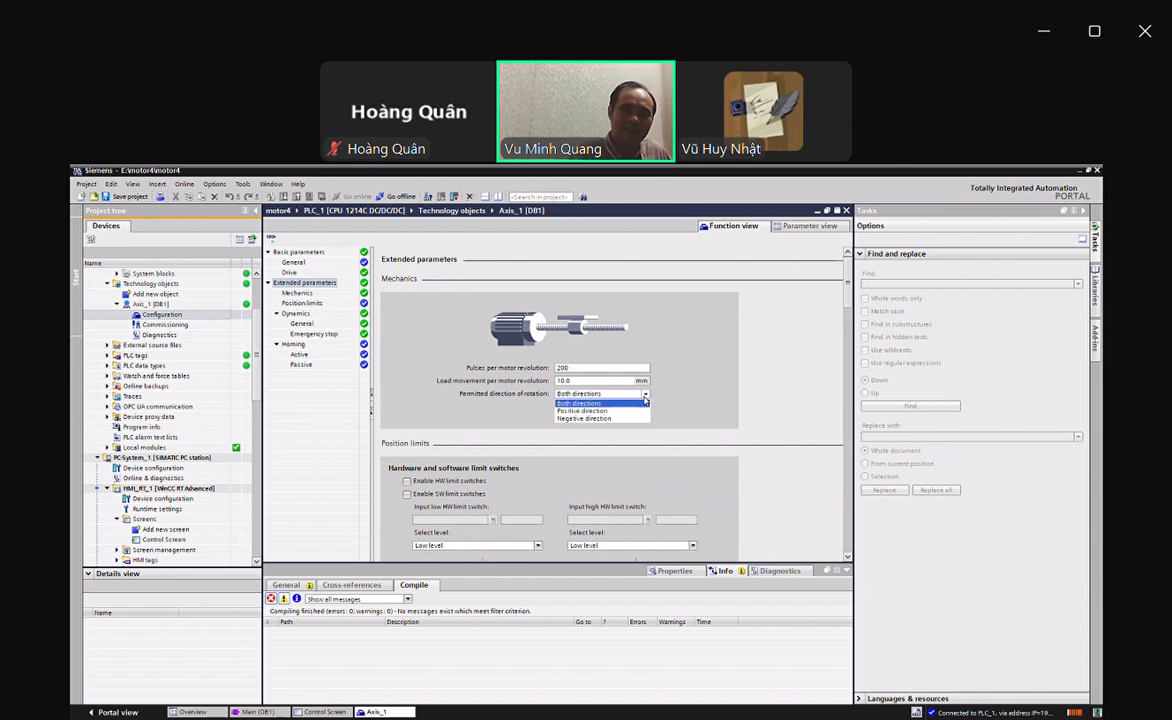 Hoàng Quân
Hoàng Quân
Vu Minh Quang
Vũ Huy Nhật
Siemens - E:\motor4\motor4
Project Edit View Insert Online Options Tools Window Help
Totally Integrated Automation
PORTAL
Save project
Go online
Go offline
<Search in project>
Project tree
motor4 PLC_1 [CPU 1214C DC/DC/DC] Technology objects Axis_1 [DB1]
Tasks
Devices
Function view
Parameter view
Options
Name
Start
System blocks
Technology objects
Add new object
Axis_1 [DB1]
Configuration
Commissioning
Diagnostics
External source files
PLC tags
PLC data types
Watch and force tables
Online backups
Traces
OPC UA communication
Device proxy data
Program info
PLC alarm text lists
Local modules
PC-System_1 [SIMATIC PC station]
Device configuration
Online & diagnostics
HMI_RT_1 [WinCC RT Advanced]
Device configuration
Runtime settings
Screens
Add new screen
Control Screen
Screen management
HMI tags
Details view
Name
Basic parameters
General
Drive
Extended parameters
Mechanics
Position limits
Dynamics
General
Emergency stop
Homing
Active
Passive
Extended parameters
Mechanics
Pulses per motor revolution: 200
Load movement per motor revolution: 10.0 mm
Permitted direction of rotation: Both directions
Both directions
Positive direction
Negative direction
Position limits
Hardware and software limit switches
Enable HW limit switches
Enable SW limit switches
Input low HW limit switch:
Input high HW limit switch:
Select level:
Select level:
Low level
Low level
Properties
Info
Diagnostics
General
Cross-references
Compile
Show all messages
Compiling finished (errors: 0; warnings: 0) - No messages exist which meet filter criterion.
! Path Description Go to ? Errors Warnings Time
Find and replace
Find:
Whole words only
Match case
Find in substructures
Find in hidden texts
Use wildcards
Use regular expressions
Down
Up
Find
Replace with:
Whole document
From current position
Selection
Replace
Replace all
Languages & resources
Tasks
Libraries
Add-ins
Portal view
Overview
Main (OB1)
Control Screen
Axis_1
Connected to PLC_1, via address IP=19...